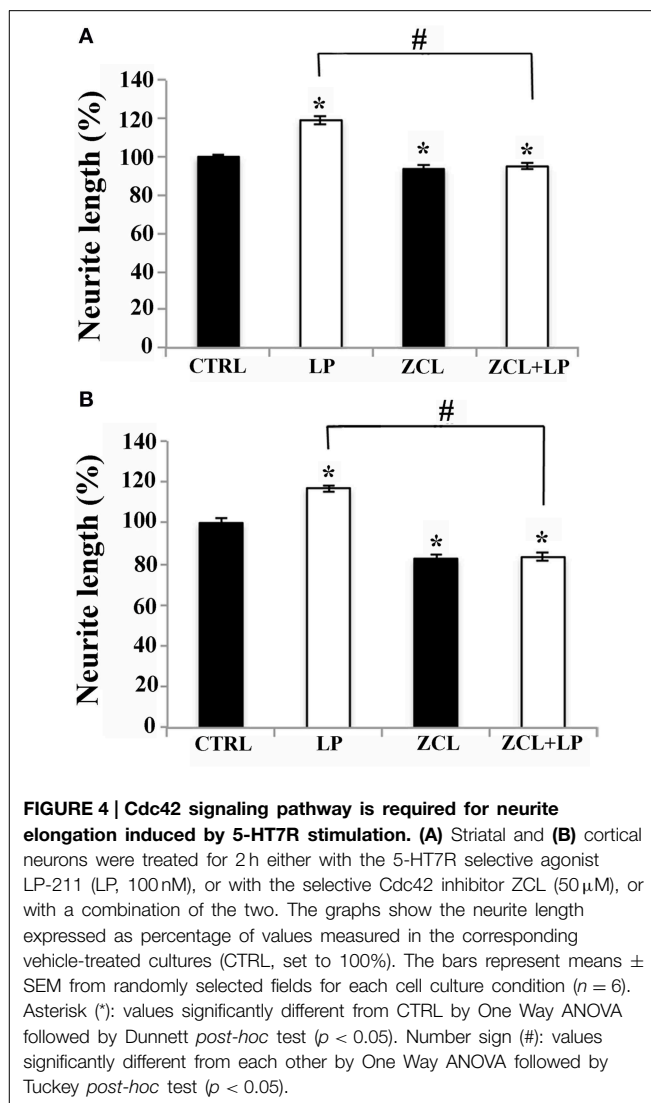 A
#
Neurite length (%)
140
120
100
80
60
40
20
0
*
*
*
CTRL LP ZCL ZCL+LP
B
#
Neurite length (%)
140
120
100
80
60
40
20
0
*
*
*
CTRL LP ZCL ZCL+LP
FIGURE 4 | Cdc42 signaling pathway is required for neurite
elongation induced by 5-HT7R stimulation. (A) Striatal and (B) cortical
neurons were treated for 2 h either with the 5-HT7R selective agonist
LP-211 (LP, 100 nM), or with the selective Cdc42 inhibitor ZCL (50 μM), or
with a combination of the two. The graphs show the neurite length
expressed as percentage of values measured in the corresponding
vehicle-treated cultures (CTRL, set to 100%). The bars represent means ±
SEM from randomly selected fields for each cell culture condition (n = 6).
Asterisk (*): values significantly different from CTRL by One Way ANOVA
followed by Dunnett post-hoc test (p < 0.05). Number sign (#): values
significantly different from each other by One Way ANOVA followed by
Tuckey post-hoc test (p < 0.05).